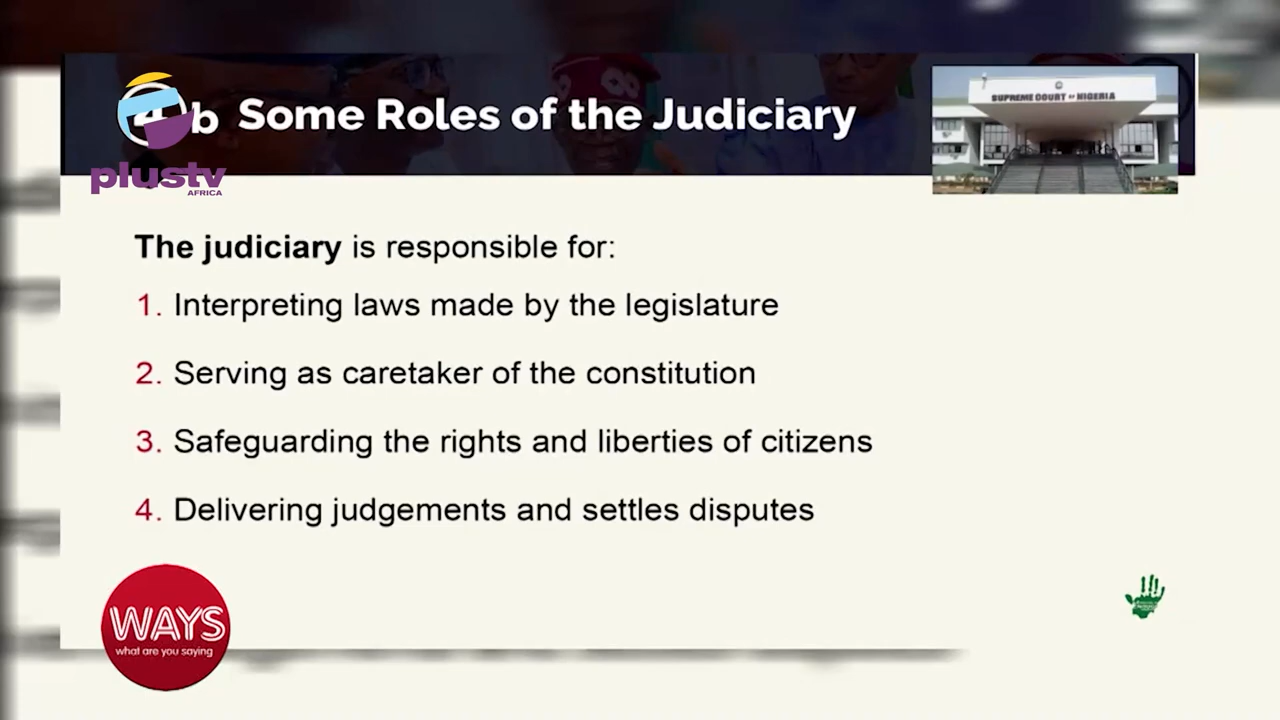 b Some Roles of the Judiciary
SUPREME COURT OF NIGERIA
plustv
AFRICA
The judiciary is responsible for:
1. Interpreting laws made by the legislature
2. Serving as caretaker of the constitution
3. Safeguarding the rights and liberties of citizens
4. Delivering judgements and settles disputes
WAYS
what are you saying